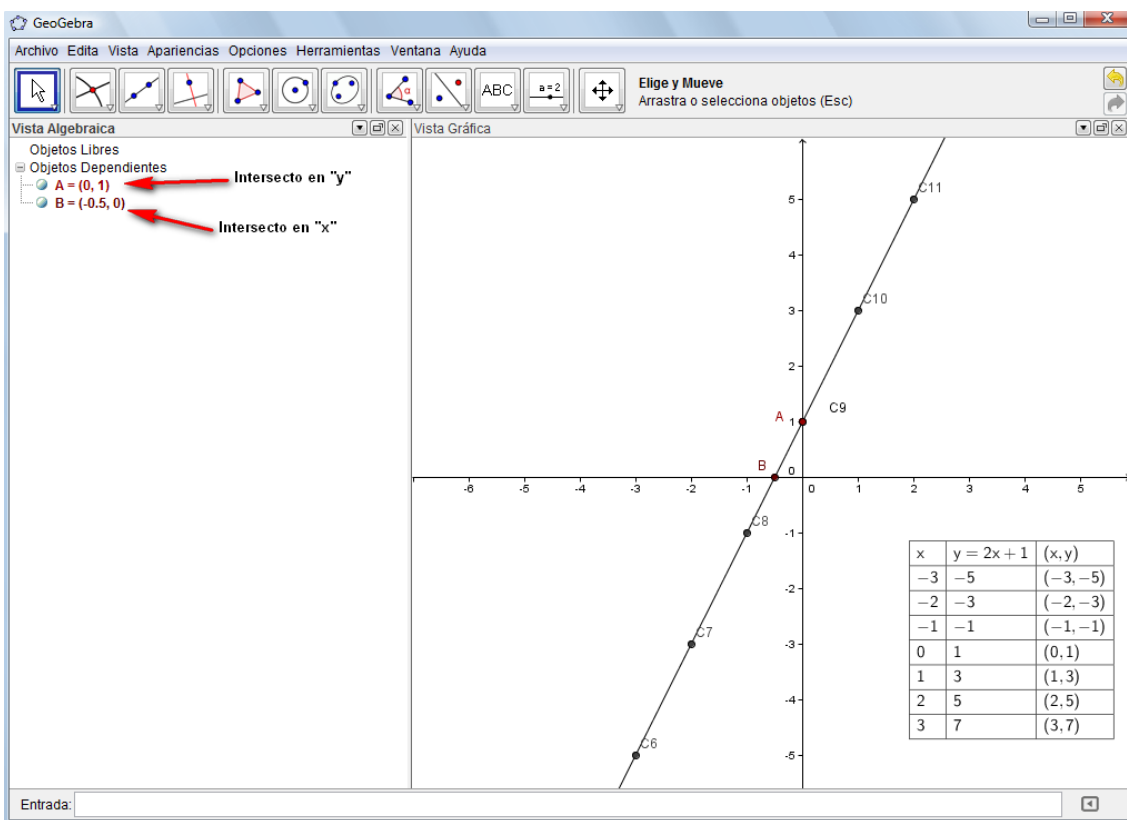 GeoGebra
Archivo Edita Vista Apariencias Opciones Herramientas Ventana Ayuda
ABC
a=2
α
Elige y Mueve
Arrastra o selecciona objetos (Esc)
Vista Algebraica
Vista Gráfica
Objetos Libres
Objetos Dependientes
A = (0, 1)
B = (-0.5, 0)
Intersecto en "y"
Intersecto en "x"
C11
5
4
C10
3
2
C9
A
1
B
0
-6 -5 -4 -3 -2 -1 0 1 2 3 4 5
C8
-1
-2
C7
-3
-4
C6
-5
x y = 2x + 1 (x, y)
−3 −5 (−3, −5)
−2 −3 (−2, −3)
−1 −1 (−1, −1)
0 1 (0, 1)
1 3 (1, 3)
2 5 (2, 5)
3 7 (3, 7)
Entrada: